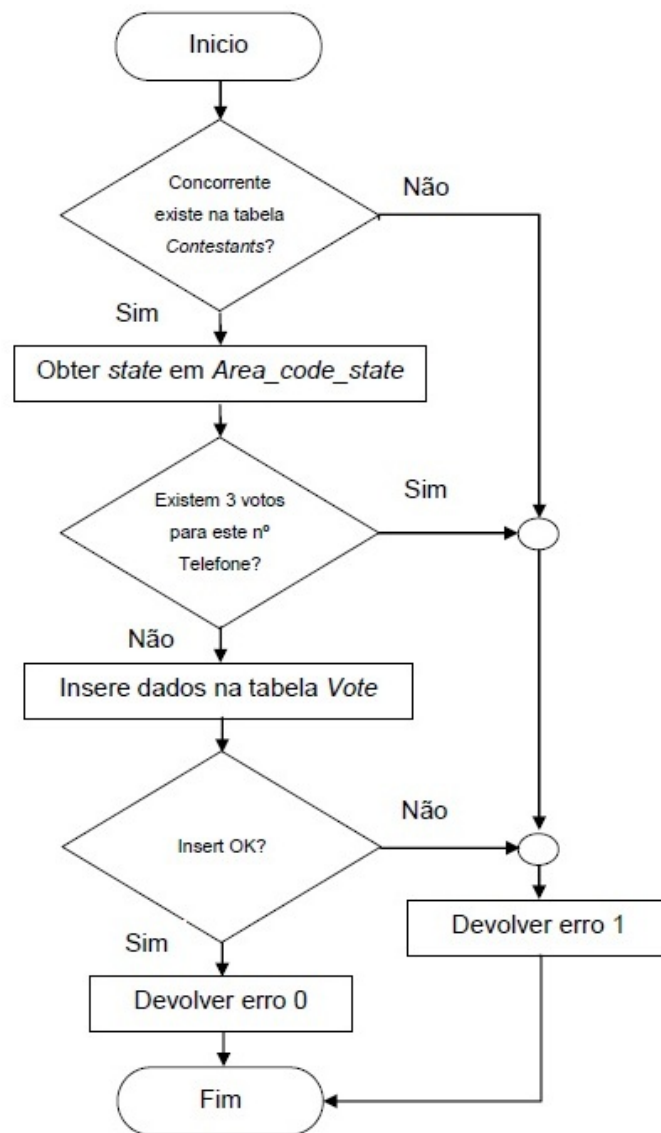 Inicio
Concorrente
existe na tabela
Contestants?
Não
Sim
Obter state em Area_code_state
Existem 3 votos
para este nº
Telefone?
Sim
Não
Insere dados na tabela Vote
Insert OK?
Não
Sim
Devolver erro 1
Devolver erro 0
Fim